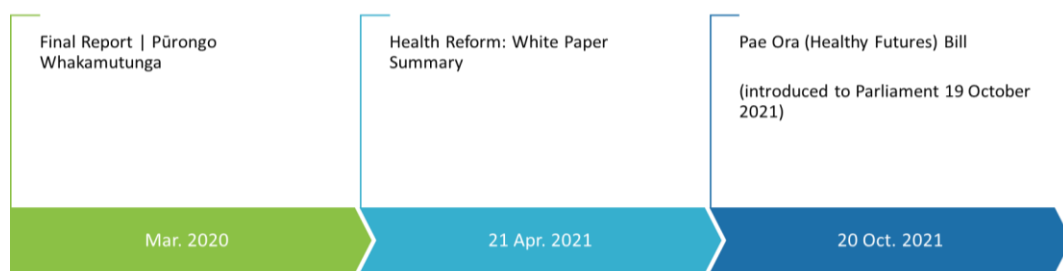 Final Report | Pūrongo
Whakamutunga
Mar. 2020
Health Reform: White Paper
Summary
21 Apr. 2021
Pae Ora (Healthy Futures) Bill
(introduced to Parliament 19 October
2021)
20 Oct. 2021